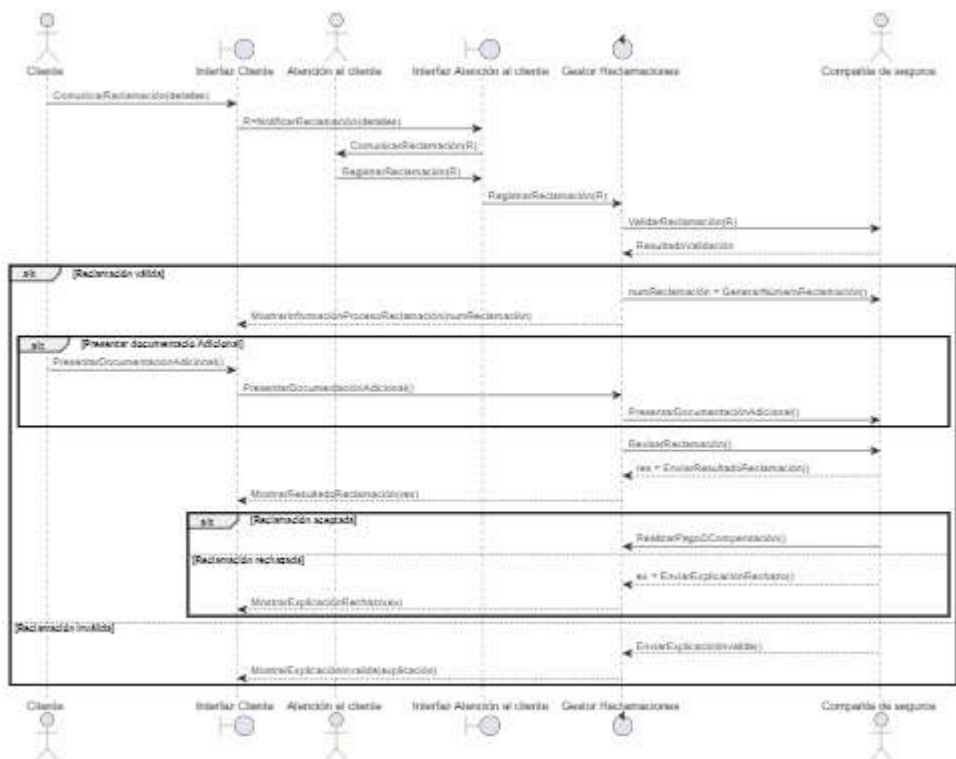 Cliente
Interfaz Cliente
Atención al cliente
Interfaz Atención al cliente
Gestor Reclamaciones
Compañía de seguros
ComunicarReclamación(detalles)
R=NotificarReclamación(detalles)
ComunicarReclamación(R)
RegistrarReclamación(R)
RegistrarReclamación(R)
ValidarReclamación(R)
ResultadoValidación
alt [Reclamación válida]
numReclamación = GenerarNúmeroReclamación()
MostrarInformaciónProcesoReclamación(numReclamación)
alt [Presentar documentacio Adicional]
PresentarDocumentaciónAdicional()
PresentarDocumentaciónAdicional()
PresentarDocumentaciónAdicional()
RevisarReclamación()
res = EnviarResultadoReclamación()
MostrarResultadoReclamación(res)
alt [Reclamación aceptada]
RealizarPagoOCompensación()
[Reclamación rechazada]
ex = EnviarExplicaciónRechazo()
MostrarExplicaciónRechazo(ex)
[Reclamación inválida]
EnviarExplicaciónInvalidez()
MostrarExplicaciónInvalidez(explicación)
Cliente
Interfaz Cliente
Atención al cliente
Interfaz Atención al cliente
Gestor Reclamaciones
Compañía de seguros